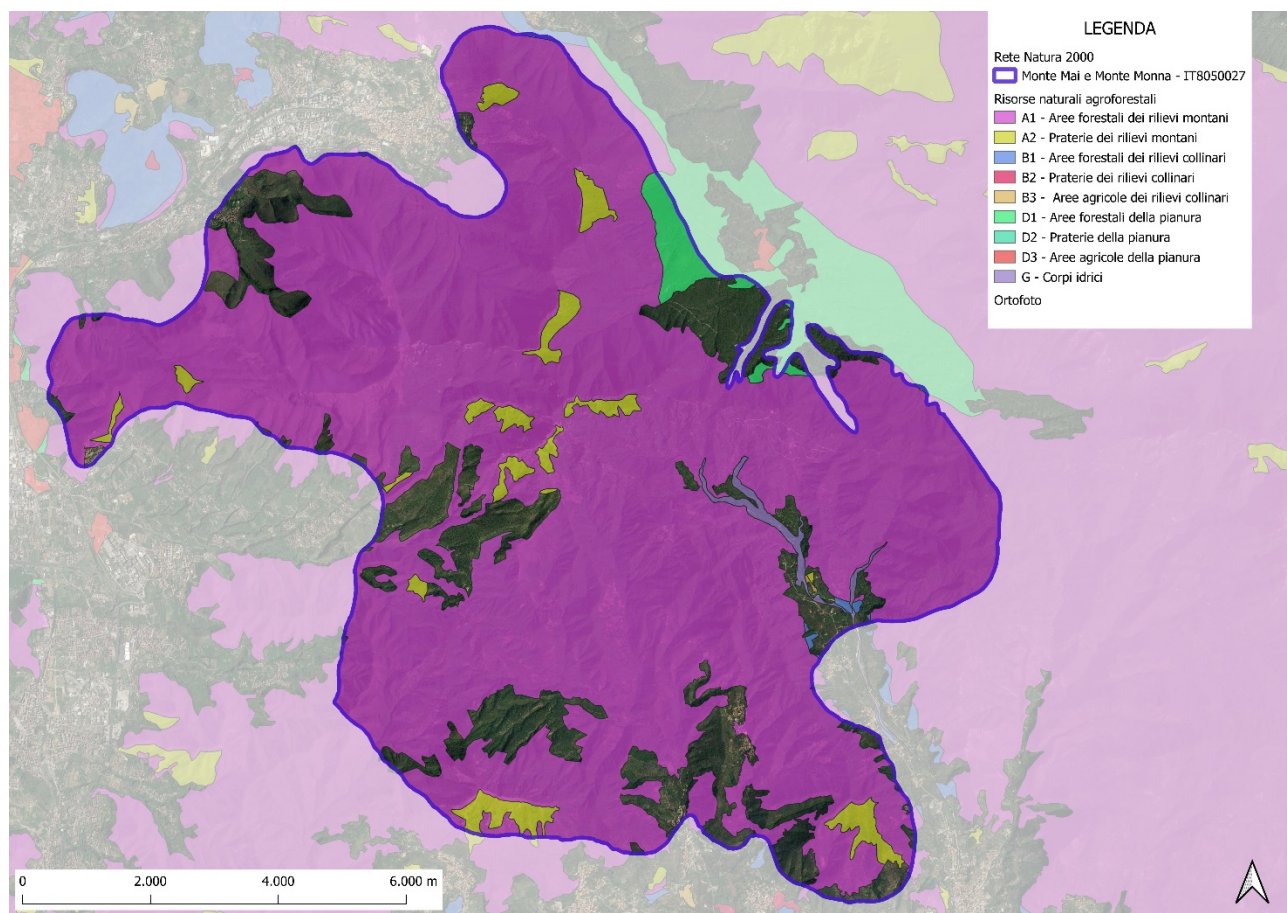 LEGENDA
Rete Natura 2000
Monte Mai e Monte Monna - IT8050027
Risorse naturali agroforestali
A1 - Aree forestali dei rilievi montani
A2 - Praterie dei rilievi montani
B1 - Aree forestali dei rilievi collinari
B2 - Praterie dei rilievi collinari
B3 - Aree agricole dei rilievi collinari
D1 - Aree forestali della pianura
D2 - Praterie della pianura
D3 - Aree agricole della pianura
G - Corpi idrici
Ortofoto
0 2.000 4.000 6.000 m